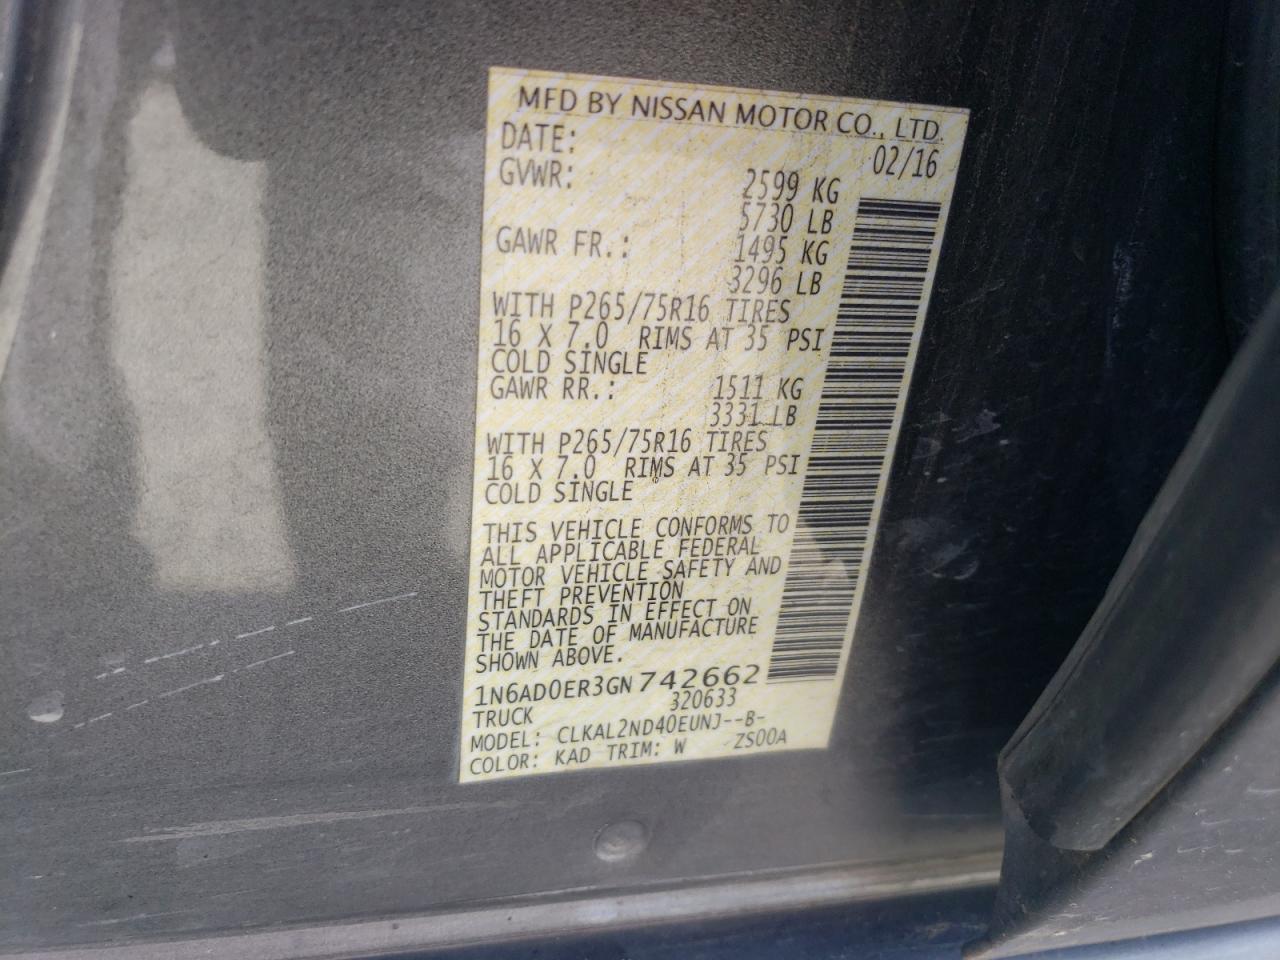 MFD BY NISSAN MOTOR CO., LTD.
DATE: 02/16
GVWR: 2599 KG
5730 LB
GAWR FR.: 1495 KG
3296 LB
WITH P265/75R16 TIRES
16 X 7.0 RIMS AT 35 PSI
COLD SINGLE
GAWR RR.: 1511 KG
3331 LB
WITH P265/75R16 TIRES
16 X 7.0 RIMS AT 35 PSI
COLD SINGLE
THIS VEHICLE CONFORMS TO
ALL APPLICABLE FEDERAL
MOTOR VEHICLE SAFETY AND
THEFT PREVENTION
STANDARDS IN EFFECT ON
THE DATE OF MANUFACTURE
SHOWN ABOVE.
1N6AD0ER3GN742662
320633
TRUCK
MODEL: CLKAL2ND40EUNJ--B-
COLOR: KAD TRIM: W ZS00A